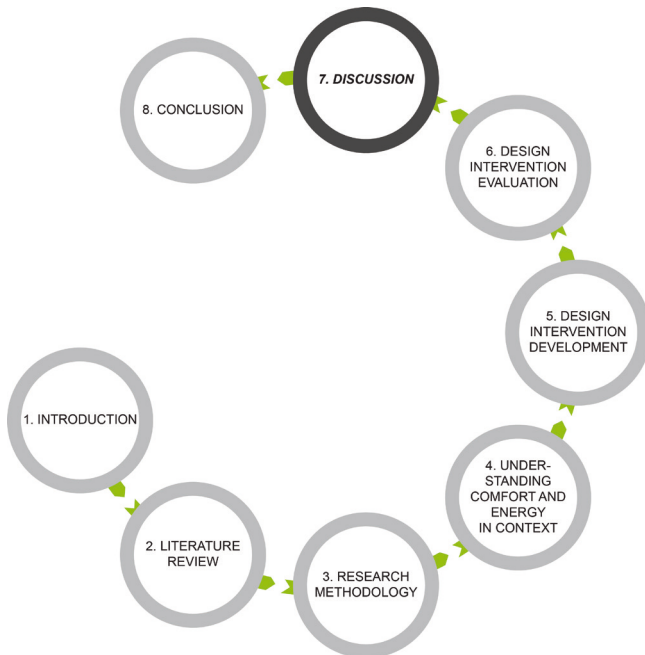 7. DISCUSSION
8. CONCLUSION
6. DESIGN
INTERVENTION
EVALUATION
5. DESIGN
INTERVENTION
DEVELOPMENT
1. INTRODUCTION
4. UNDER-
STANDING
COMFORT AND
ENERGY
IN CONTEXT
2. LITERATURE
REVIEW
3. RESEARCH
METHODOLOGY